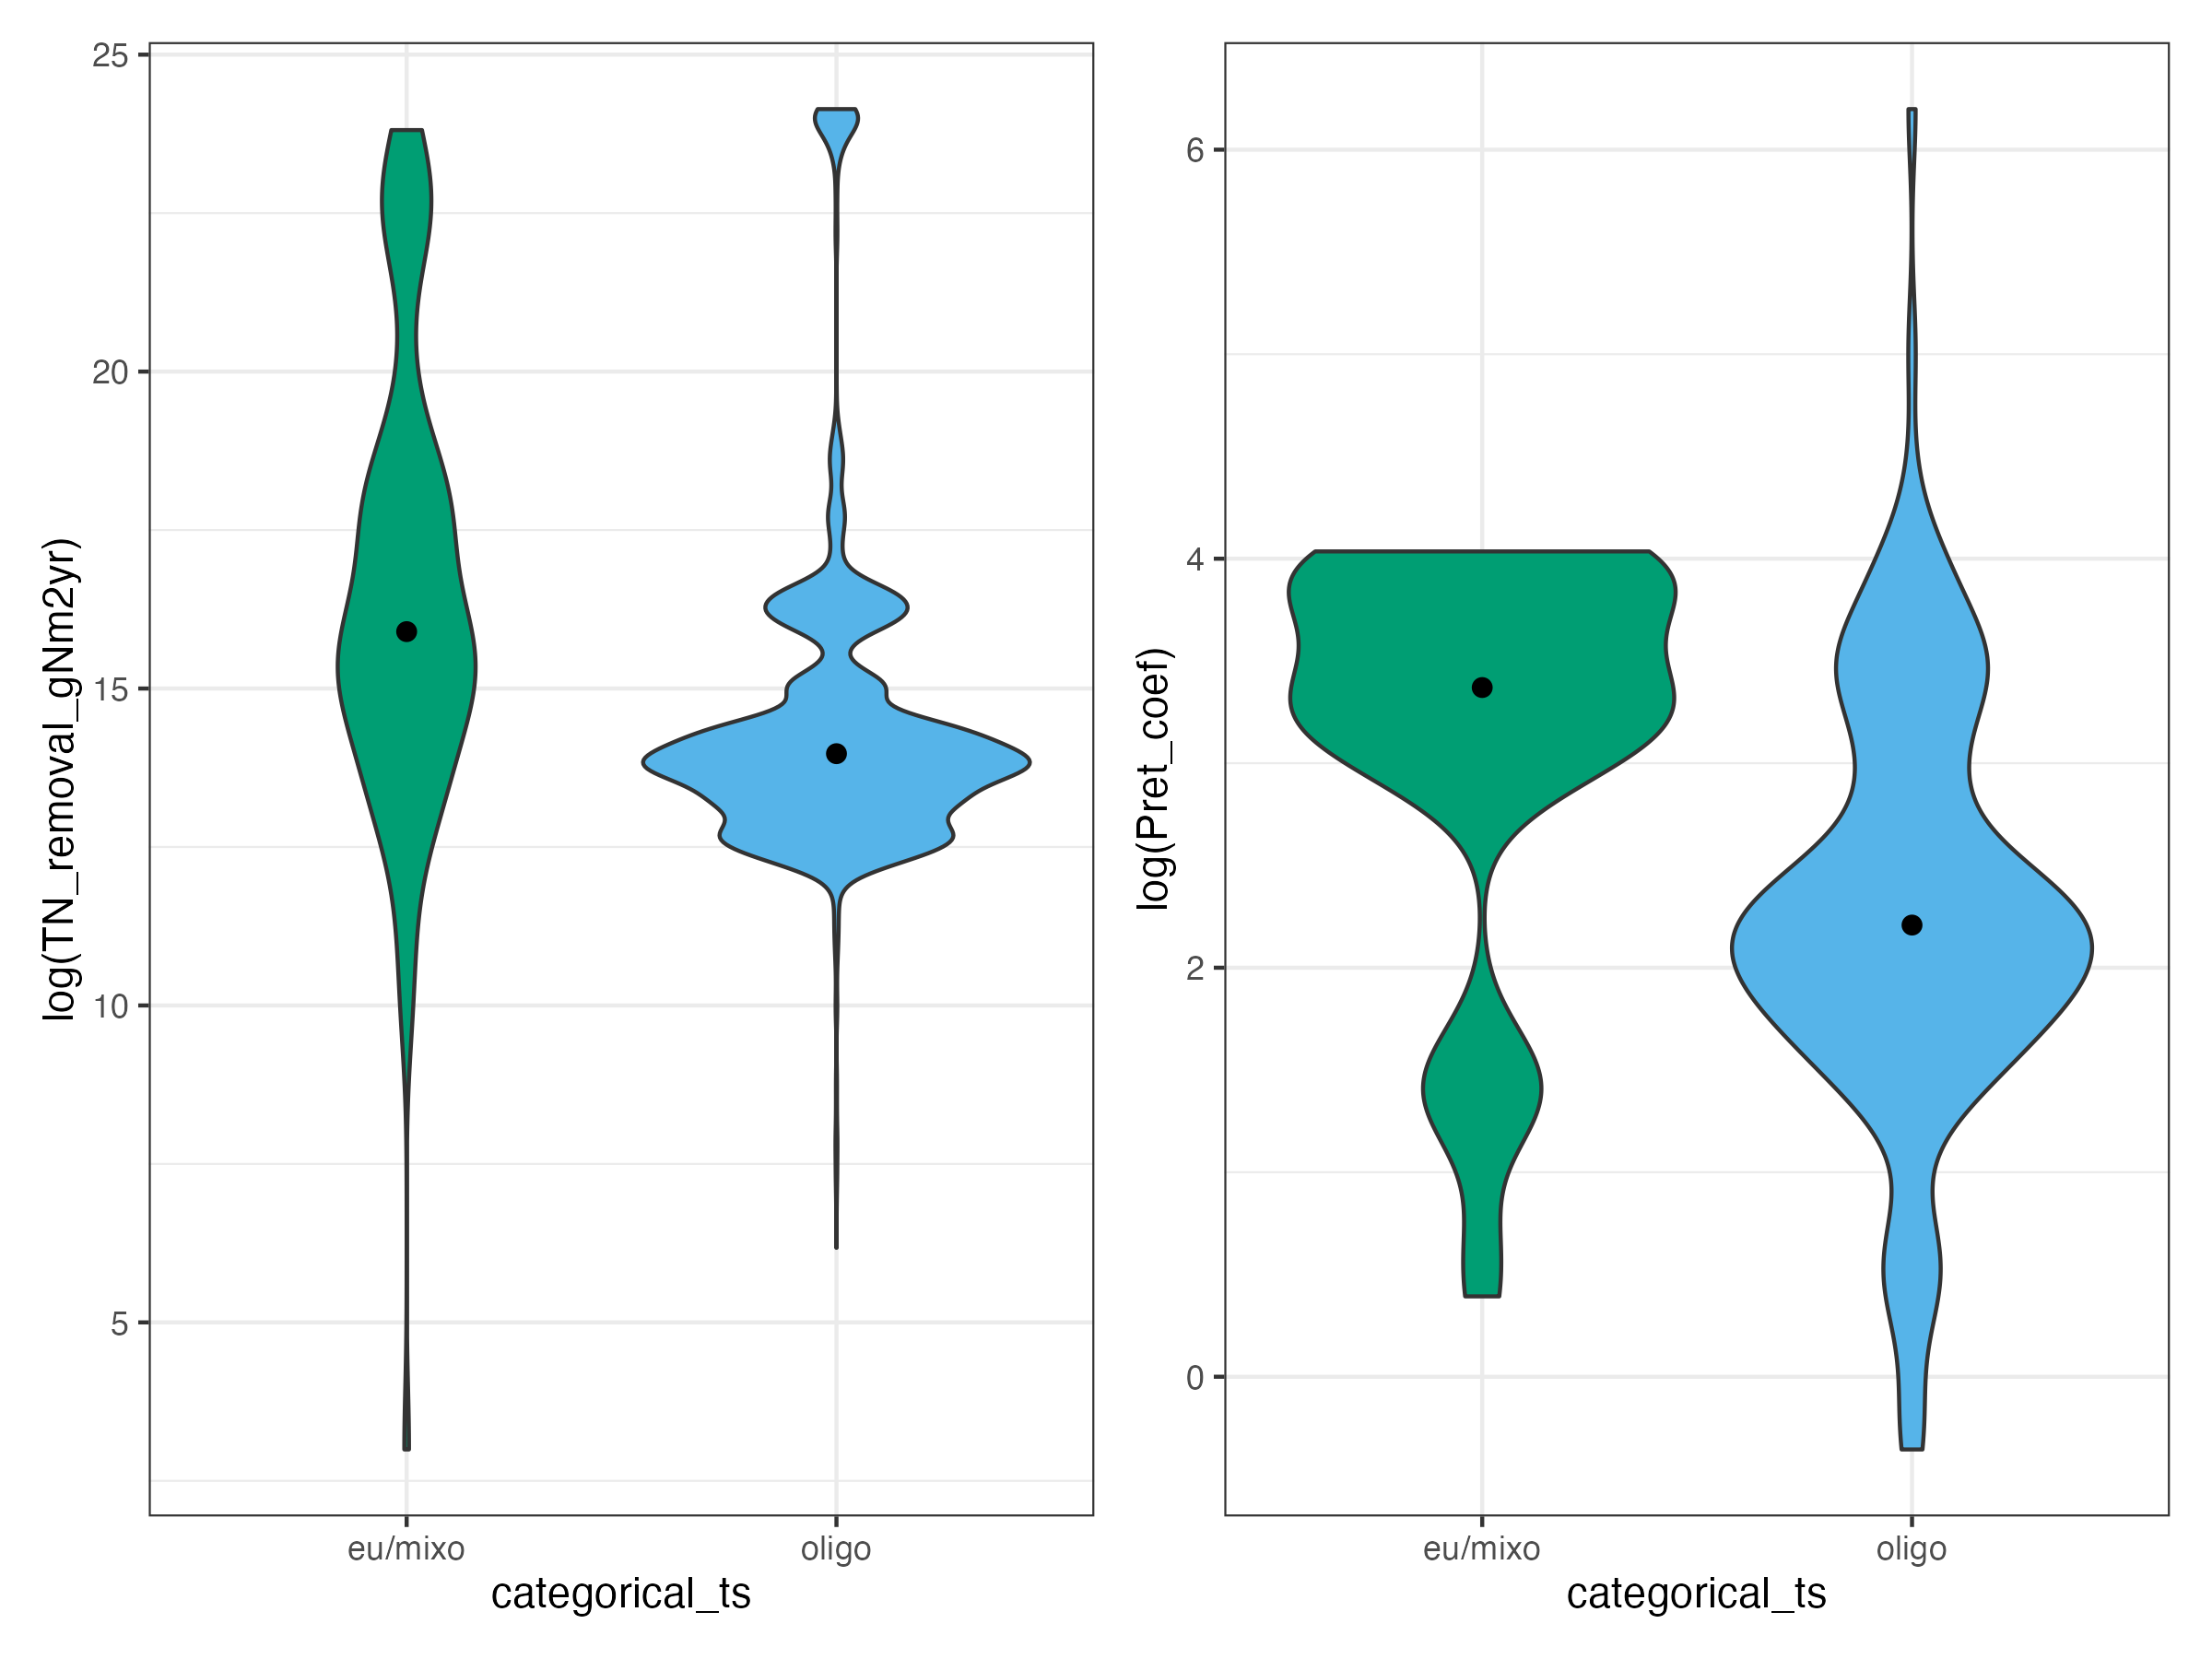 log(TN_removal_gNm2yr)
25
20
15
10
5
eu/mixo
oligo
categorical_ts
log(Pret_coef)
6
4
2
0
eu/mixo
oligo
categorical_ts